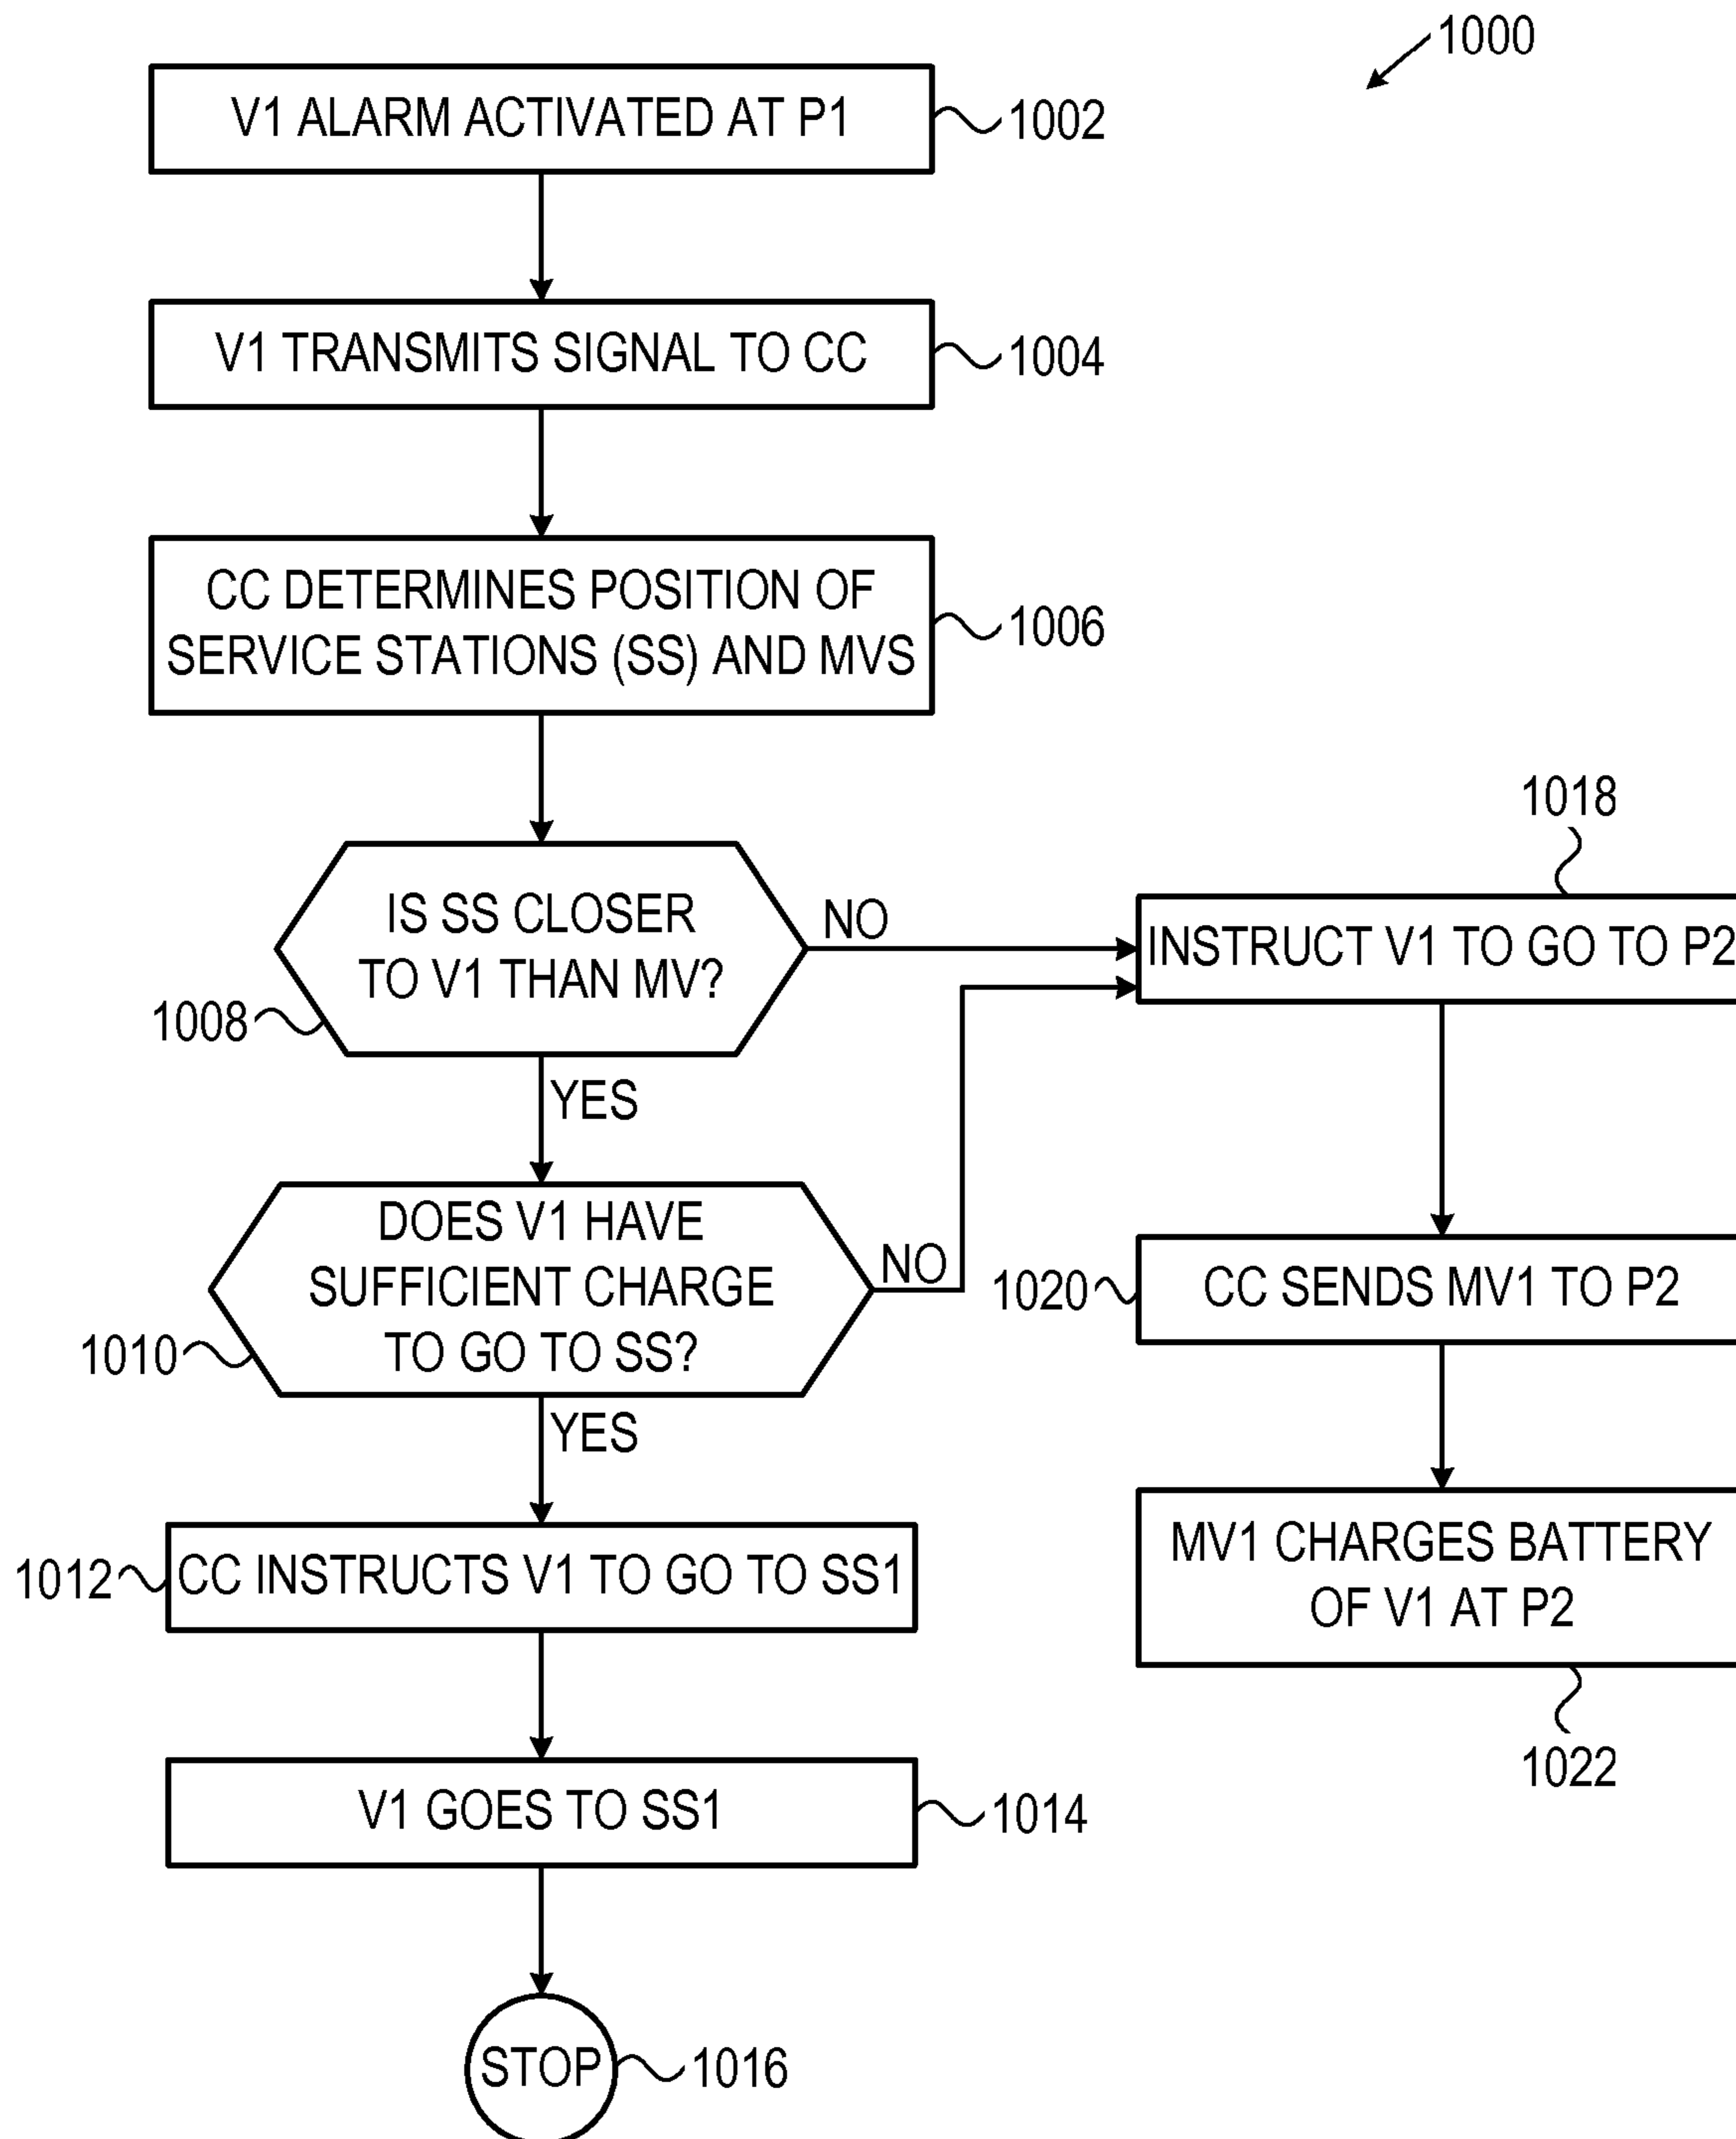 1000
V1 ALARM ACTIVATED AT P1
1002
V1 TRANSMITS SIGNAL TO CC
1004
CC DETERMINES POSITION OF
SERVICE STATIONS (SS) AND MVS
1006
IS SS CLOSER
TO V1 THAN MV?
1008
NO
YES
DOES V1 HAVE
SUFFICIENT CHARGE
TO GO TO SS?
1010
NO
YES
CC INSTRUCTS V1 TO GO TO SS1
1012
V1 GOES TO SS1
1014
STOP
1016
1018
INSTRUCT V1 TO GO TO P2
1020
CC SENDS MV1 TO P2
MV1 CHARGES BATTERY
OF V1 AT P2
1022